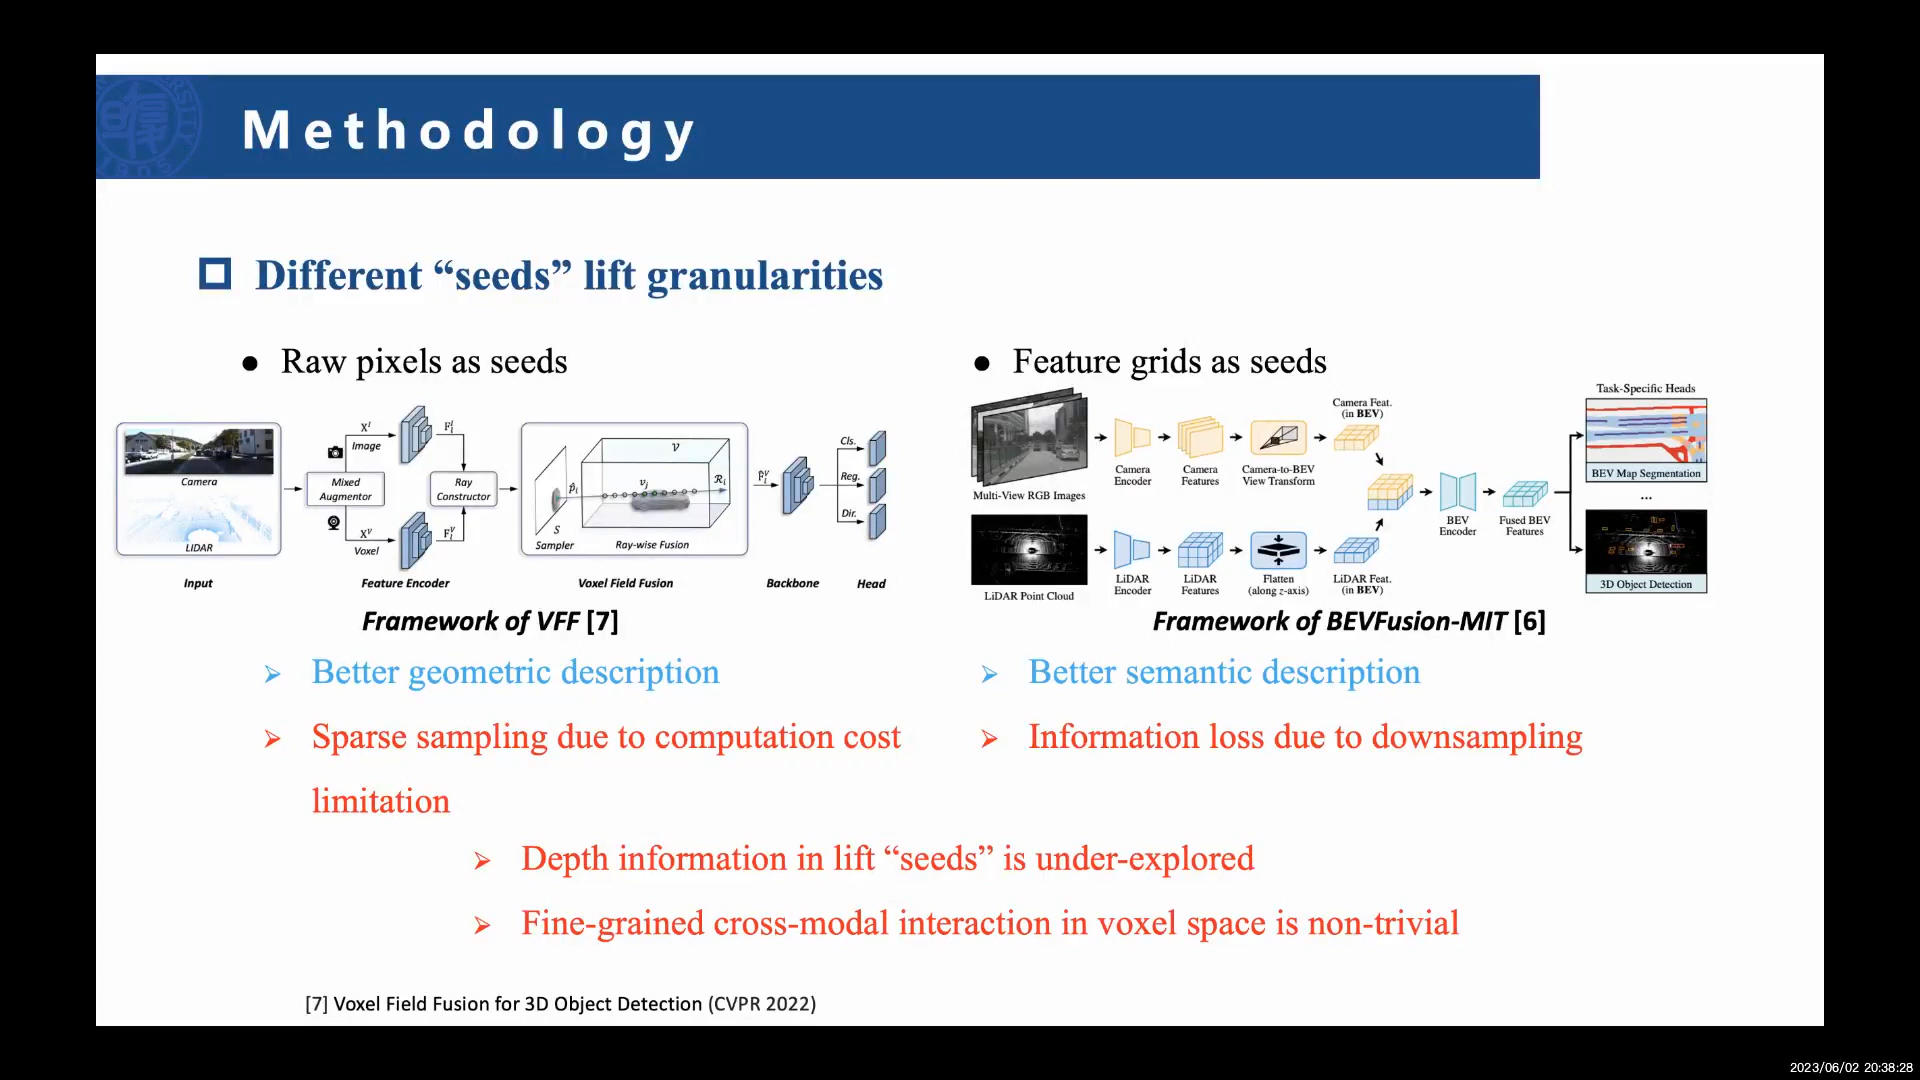 Methodology
Different “seeds” lift granularities
Raw pixels as seeds
Camera
LiDAR
Input
Mixed
Augmentor
Xᴵ
Image
Xⱽ
Voxel
Feature Encoder
Ray
Constructor
S
Sampler
Ray-wise Fusion
Voxel Field Fusion
Backbone
Cls.
Reg.
Dir.
Head
Framework of VFF [7]
Better geometric description
Sparse sampling due to computation cost
limitation
Feature grids as seeds
Multi-View RGB Images
Camera
Encoder
Camera
Features
Camera-to-BEV
View Transform
Camera Feat.
(in BEV)
LiDAR Point Cloud
LiDAR
Encoder
LiDAR
Features
Flatten
(along z-axis)
LiDAR Feat.
(in BEV)
BEV
Encoder
Fused BEV
Features
Task-Specific Heads
BEV Map Segmentation
...
3D Object Detection
Framework of BEVFusion-MIT [6]
Better semantic description
Information loss due to downsampling
Depth information in lift “seeds” is under-explored
Fine-grained cross-modal interaction in voxel space is non-trivial
[7] Voxel Field Fusion for 3D Object Detection (CVPR 2022)
2023/06/02 20:38:28